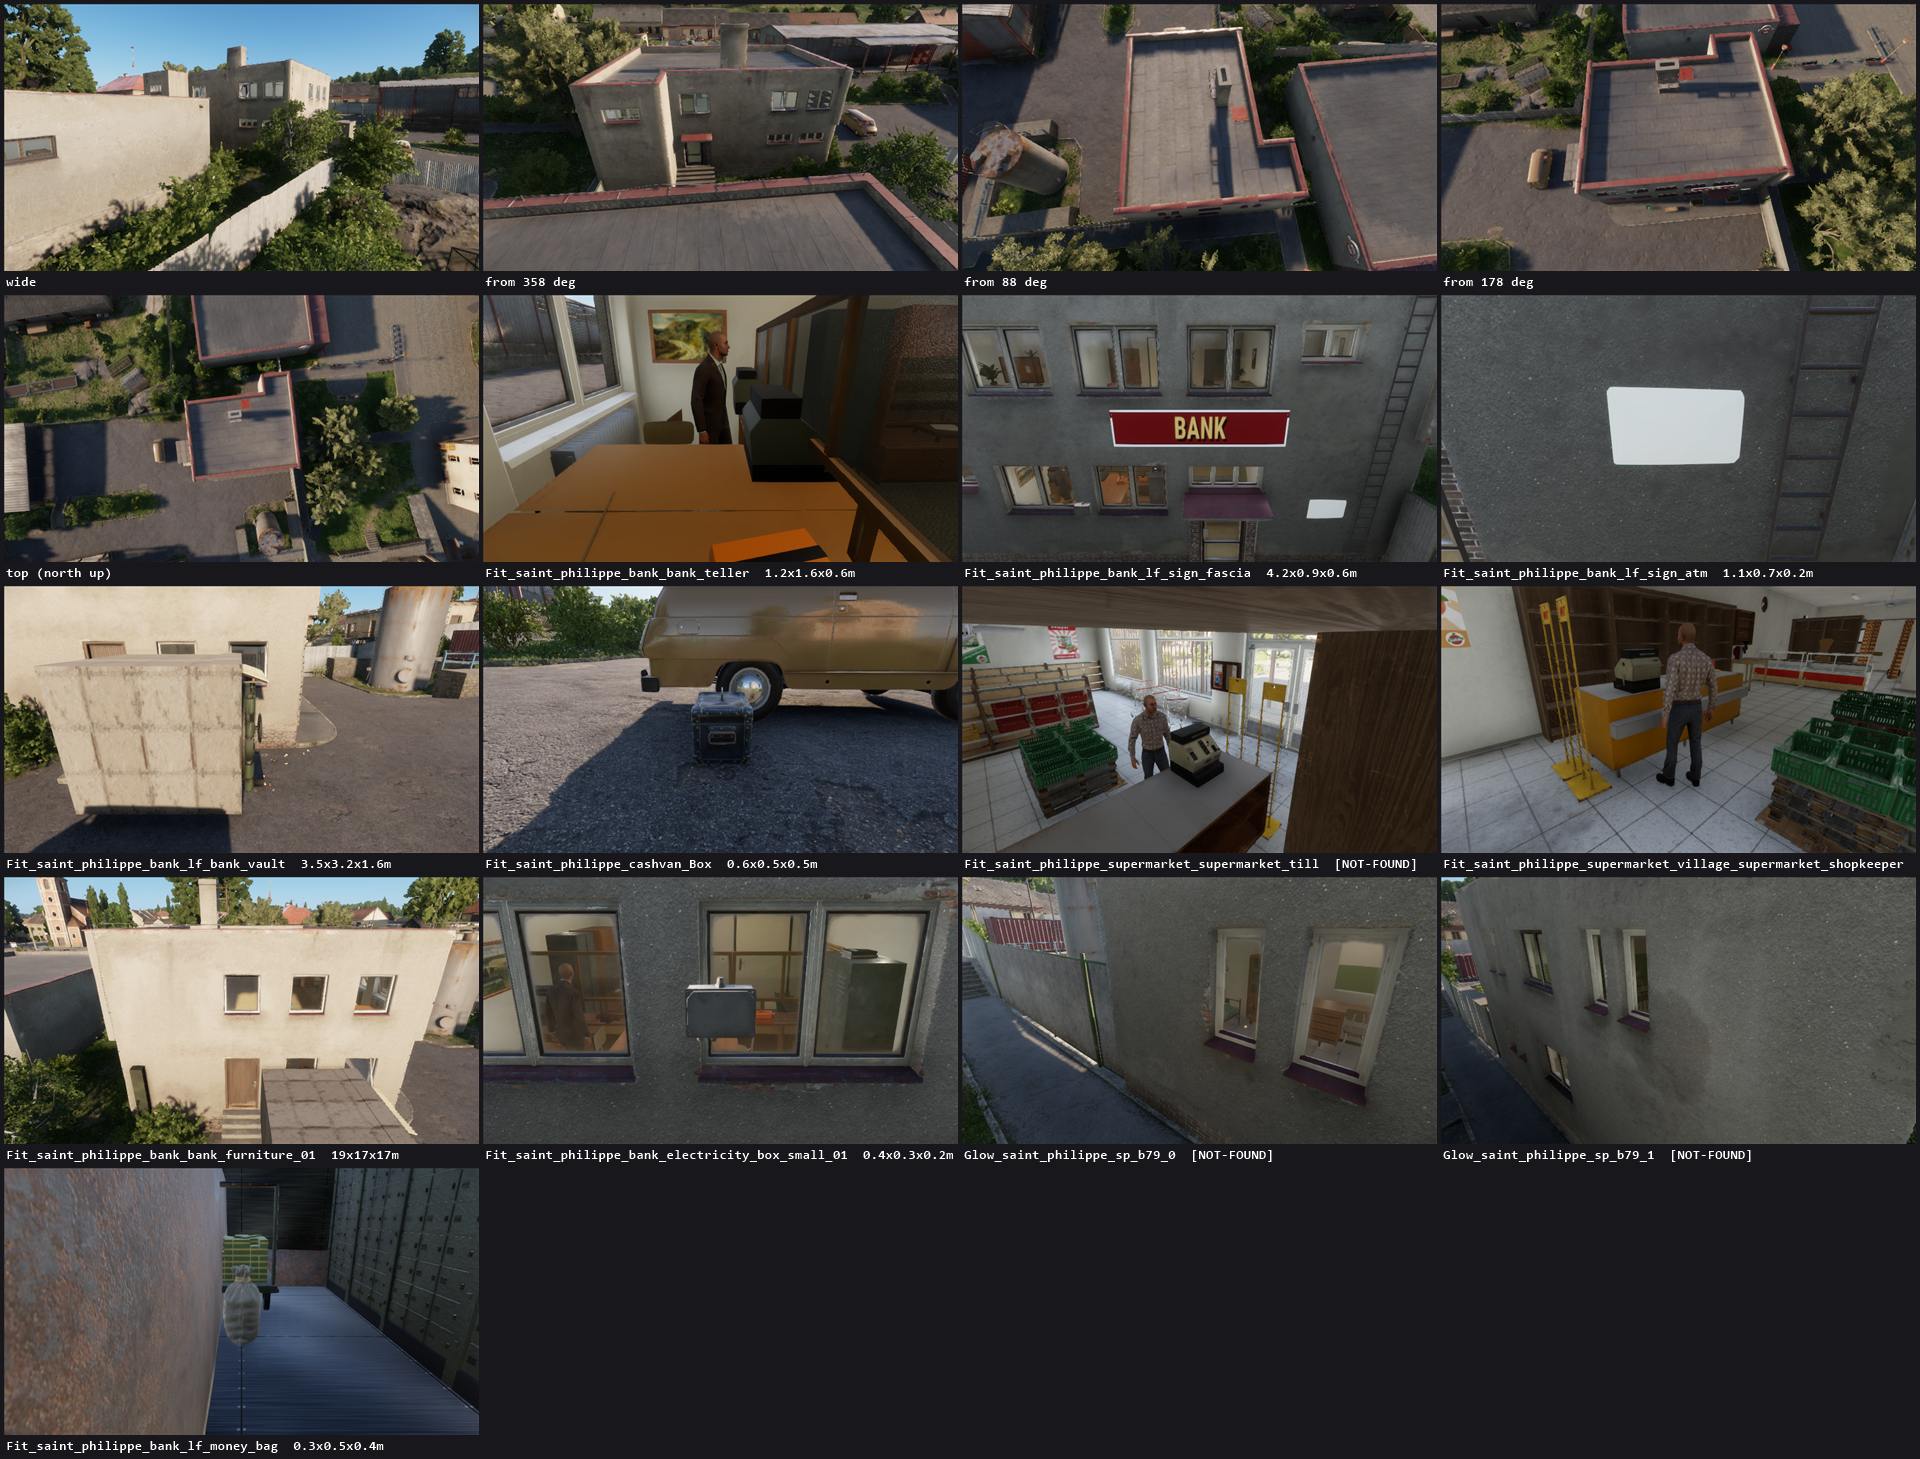 wide
from 358 deg
from 88 deg
from 178 deg
top (north up)
Fit_saint_philippe_bank_bank_teller 1.2x1.6x0.6m
BANK
Fit_saint_philippe_bank_lf_sign_fascia 4.2x0.9x0.6m
Fit_saint_philippe_bank_lf_sign_atm 1.1x0.7x0.2m
Fit_saint_philippe_bank_lf_bank_vault 3.5x3.2x1.6m
Fit_saint_philippe_cashvan_Box 0.6x0.5x0.5m
Fit_saint_philippe_supermarket_supermarket_till [NOT-FOUND]
Fit_saint_philippe_supermarket_village_supermarket_shopkeeper
Fit_saint_philippe_bank_bank_furniture_01 19x17x17m
Fit_saint_philippe_bank_electricity_box_small_01 0.4x0.3x0.2m
Glow_saint_philippe_sp_b79_0 [NOT-FOUND]
Glow_saint_philippe_sp_b79_1 [NOT-FOUND]
Fit_saint_philippe_bank_lf_money_bag 0.3x0.5x0.4m